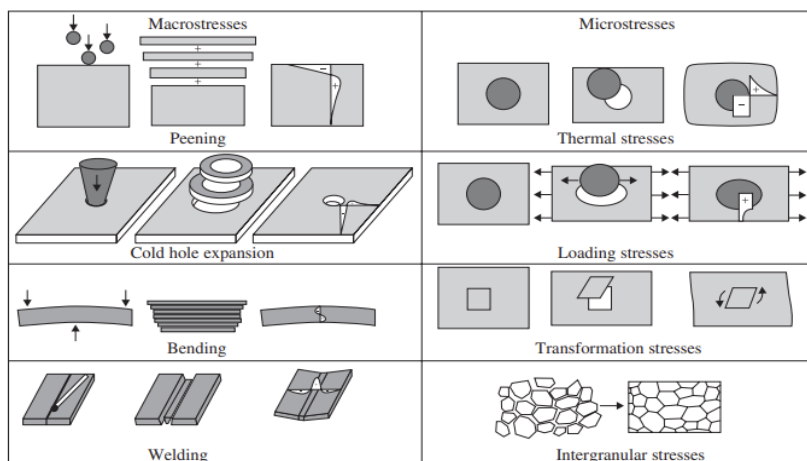 Macrostresses
Microstresses
+
+
+
−
+
+
−
Peening
Thermal stresses
+
Cold hole expansion
Loading stresses
Bending
Transformation stresses
Welding
Intergranular stresses